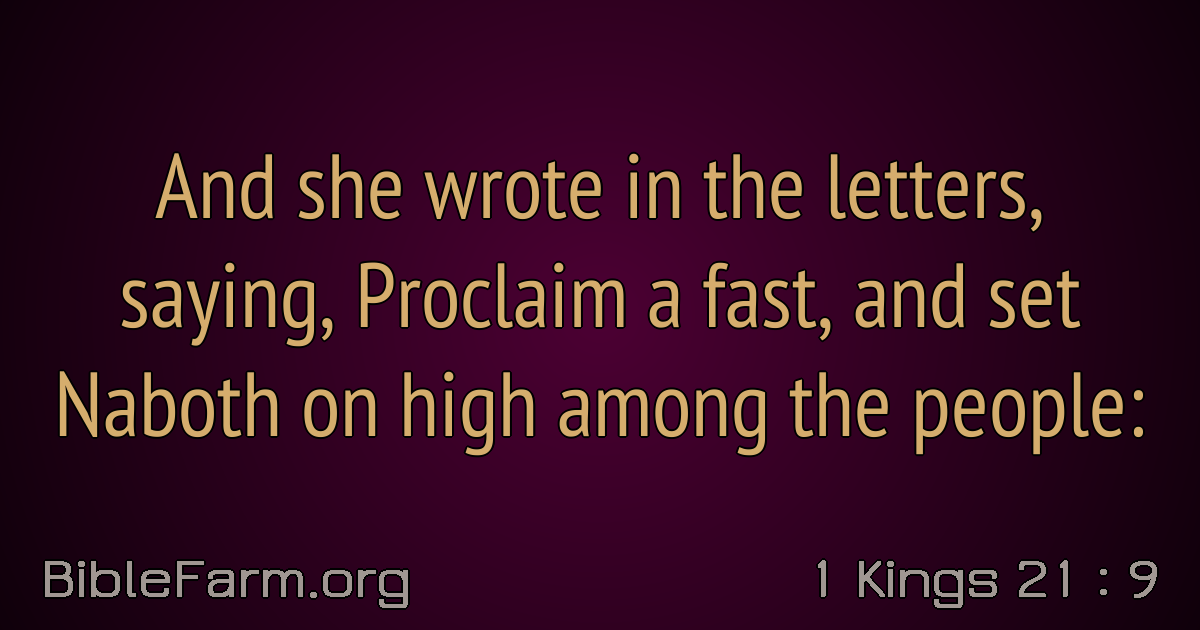 And she wrote in the letters,
saying, Proclaim a fast, and set
Naboth on high among the people:
BibleFarm.org
1 Kings 21 : 9